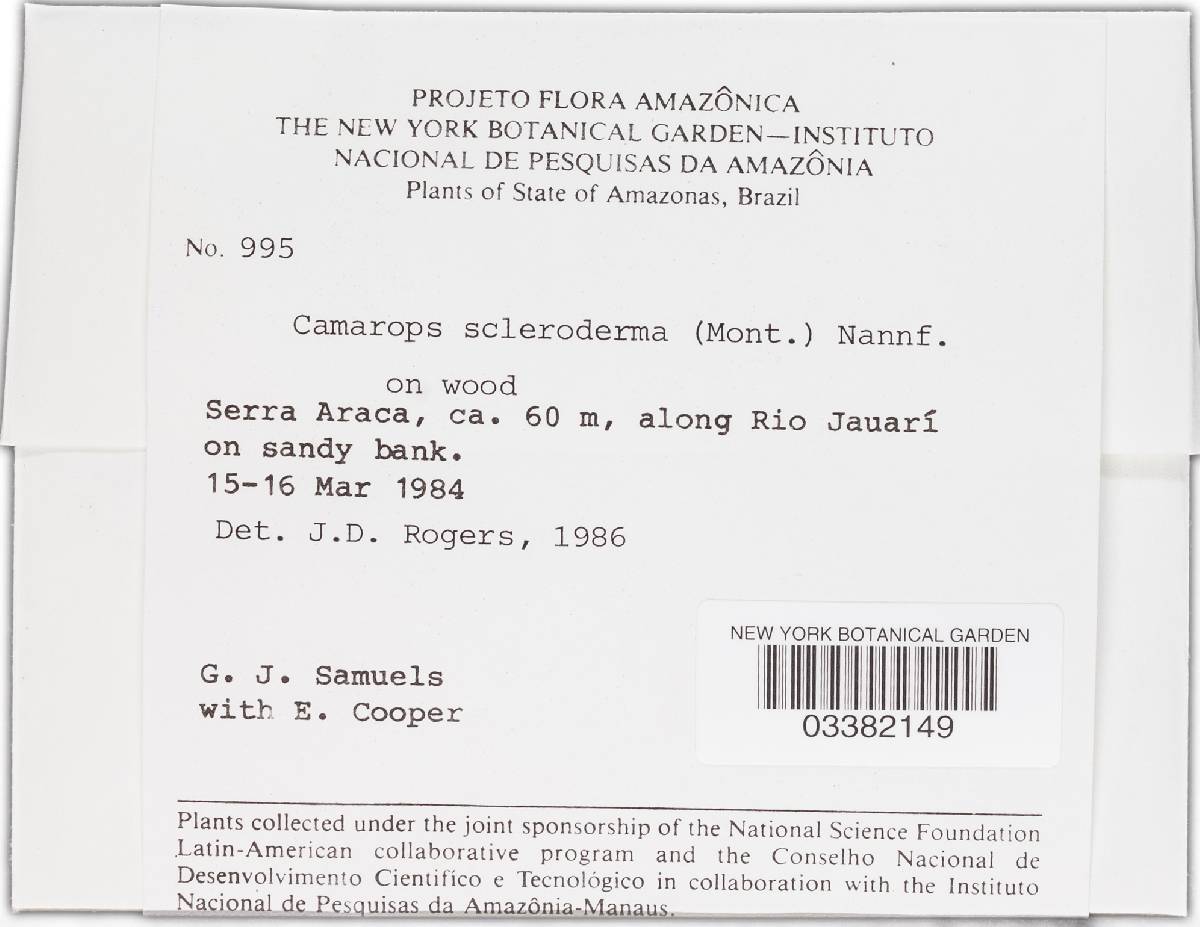 PROJETO FLORA AMAZÔNICA
THE NEW YORK BOTANICAL GARDEN—INSTITUTO
NACIONAL DE PESQUISAS DA AMAZÔNIA
Plants of State of Amazonas, Brazil
No. 995
Camarops scleroderma (Mont.) Nannf.
on wood
Serra Araca, ca. 60 m, along Rio Jauarí
on sandy bank.
15-16 Mar 1984
Det. J.D. Rogers, 1986
G. J. Samuels
with E. Cooper
NEW YORK BOTANICAL GARDEN
03382149
Plants collected under the joint sponsorship of the National Science Foundation
Latin-American collaborative program and the Conselho Nacional de
Desenvolvimento Cientifíco e Tecnológico in collaboration with the Instituto
Nacional de Pesquisas da Amazônia-Manaus.